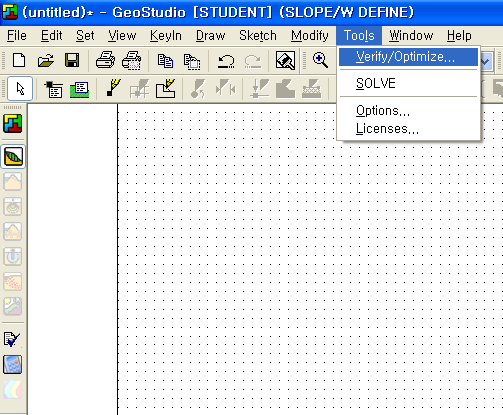 (untitled)* - GeoStudio [STUDENT] (SLOPE/W DEFINE)
File Edit Set View KeyIn Draw Sketch Modify Tools Window Help
Verify/Optimize...
SOLVE
Options...
Licenses...